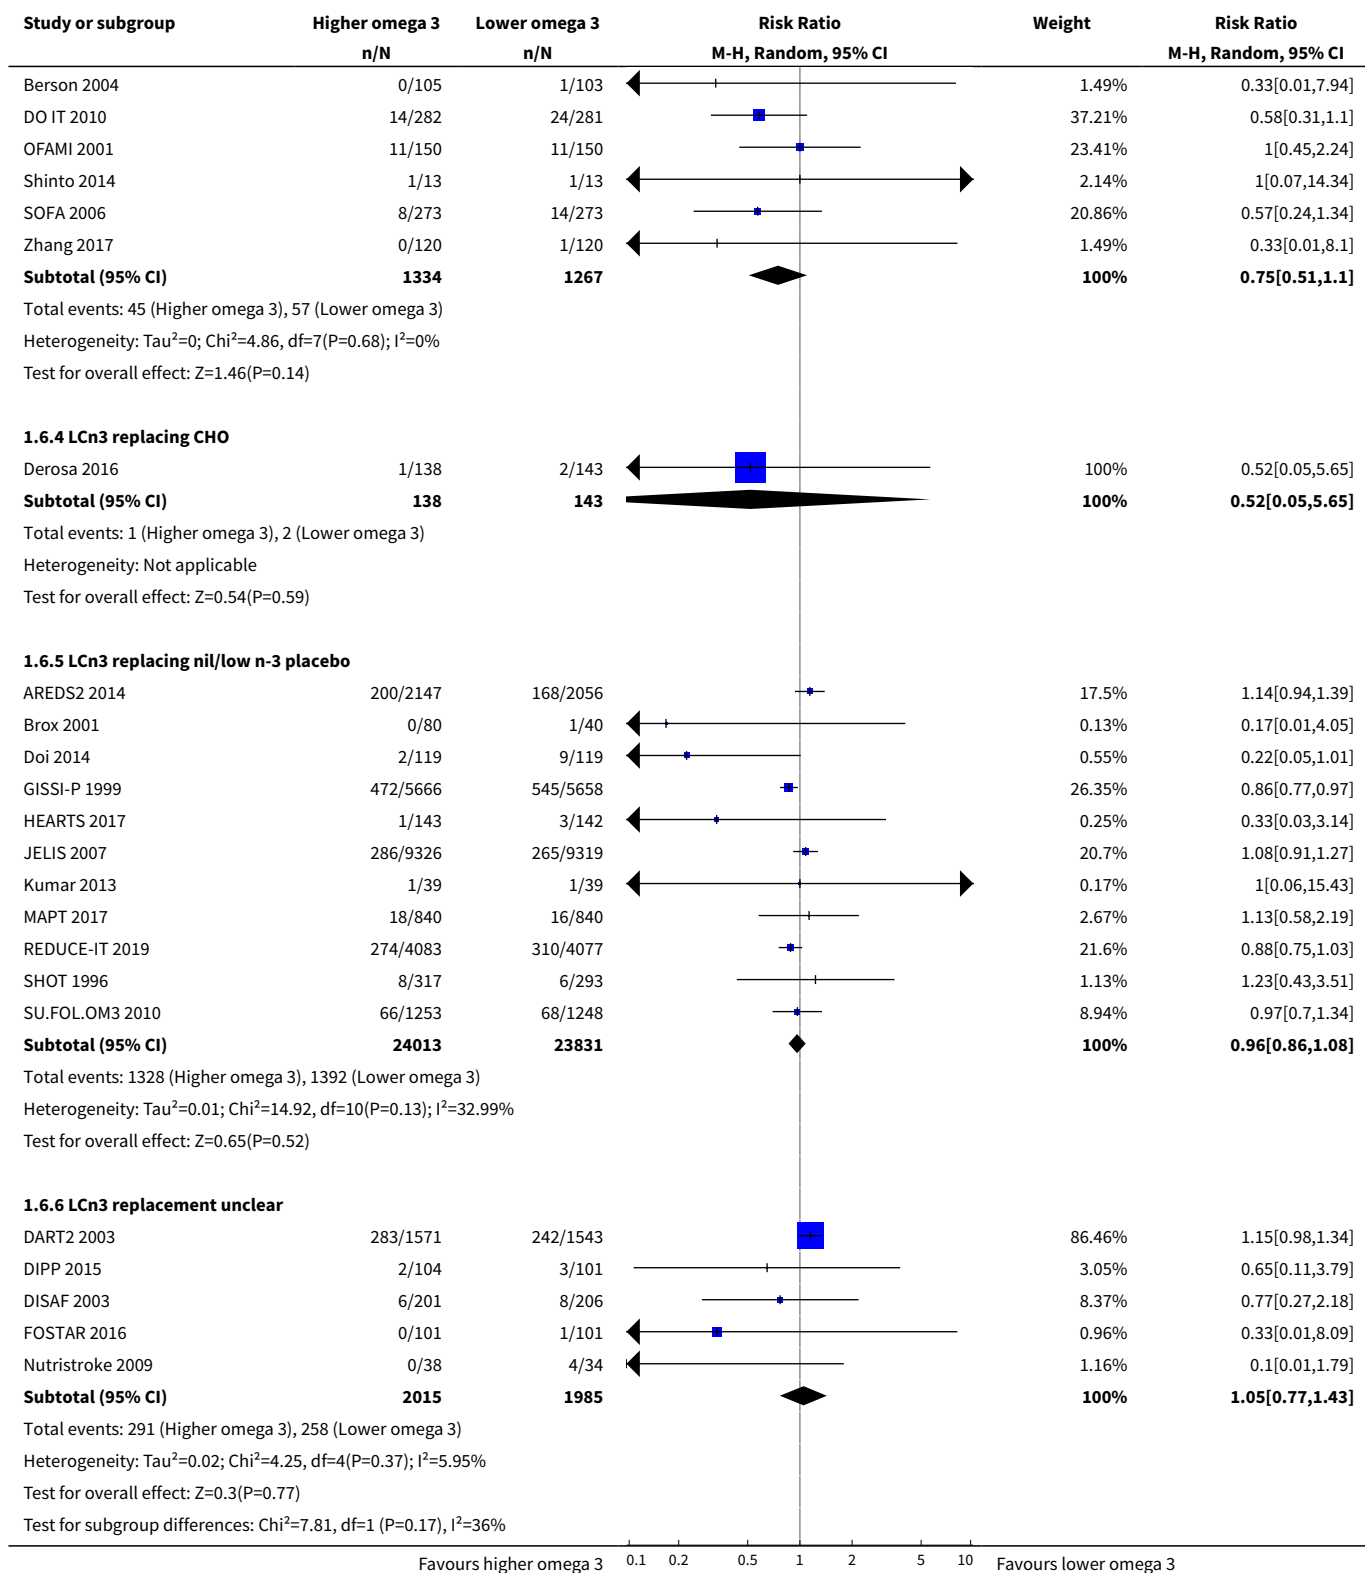 Study or subgroup Higher omega 3 Lower omega 3 Risk Ratio Weight Risk Ratio
n/N n/N M-H, Random, 95% CI M-H, Random, 95% CI
Berson 2004 0/105 1/103 1.49% 0.33[0.01,7.94]
DO IT 2010 14/282 24/281 37.21% 0.58[0.31,1.1]
OFAMI 2001 11/150 11/150 23.41% 1[0.45,2.24]
Shinto 2014 1/13 1/13 2.14% 1[0.07,14.34]
SOFA 2006 8/273 14/273 20.86% 0.57[0.24,1.34]
Zhang 2017 0/120 1/120 1.49% 0.33[0.01,8.1]
Subtotal (95% CI) 1334 1267 100% 0.75[0.51,1.1]
Total events: 45 (Higher omega 3), 57 (Lower omega 3)
Heterogeneity: Tau²=0; Chi²=4.86, df=7(P=0.68); I²=0%
Test for overall effect: Z=1.46(P=0.14)
1.6.4 LCn3 replacing CHO
Derosa 2016 1/138 2/143 100% 0.52[0.05,5.65]
Subtotal (95% CI) 138 143 100% 0.52[0.05,5.65]
Total events: 1 (Higher omega 3), 2 (Lower omega 3)
Heterogeneity: Not applicable
Test for overall effect: Z=0.54(P=0.59)
1.6.5 LCn3 replacing nil/low n-3 placebo
AREDS2 2014 200/2147 168/2056 17.5% 1.14[0.94,1.39]
Brox 2001 0/80 1/40 0.13% 0.17[0.01,4.05]
Doi 2014 2/119 9/119 0.55% 0.22[0.05,1.01]
GISSI-P 1999 472/5666 545/5658 26.35% 0.86[0.77,0.97]
HEARTS 2017 1/143 3/142 0.25% 0.33[0.03,3.14]
JELIS 2007 286/9326 265/9319 20.7% 1.08[0.91,1.27]
Kumar 2013 1/39 1/39 0.17% 1[0.06,15.43]
MAPT 2017 18/840 16/840 2.67% 1.13[0.58,2.19]
REDUCE-IT 2019 274/4083 310/4077 21.6% 0.88[0.75,1.03]
SHOT 1996 8/317 6/293 1.13% 1.23[0.43,3.51]
SU.FOL.OM3 2010 66/1253 68/1248 8.94% 0.97[0.7,1.34]
Subtotal (95% CI) 24013 23831 100% 0.96[0.86,1.08]
Total events: 1328 (Higher omega 3), 1392 (Lower omega 3)
Heterogeneity: Tau²=0.01; Chi²=14.92, df=10(P=0.13); I²=32.99%
Test for overall effect: Z=0.65(P=0.52)
1.6.6 LCn3 replacement unclear
DART2 2003 283/1571 242/1543 86.46% 1.15[0.98,1.34]
DIPP 2015 2/104 3/101 3.05% 0.65[0.11,3.79]
DISAF 2003 6/201 8/206 8.37% 0.77[0.27,2.18]
FOSTAR 2016 0/101 1/101 0.96% 0.33[0.01,8.09]
Nutristroke 2009 0/38 4/34 1.16% 0.1[0.01,1.79]
Subtotal (95% CI) 2015 1985 100% 1.05[0.77,1.43]
Total events: 291 (Higher omega 3), 258 (Lower omega 3)
Heterogeneity: Tau²=0.02; Chi²=4.25, df=4(P=0.37); I²=5.95%
Test for overall effect: Z=0.3(P=0.77)
Test for subgroup differences: Chi²=7.81, df=1 (P=0.17), I²=36%
Favours higher omega 3 0.1 0.2 0.5 1 2 5 10 Favours lower omega 3